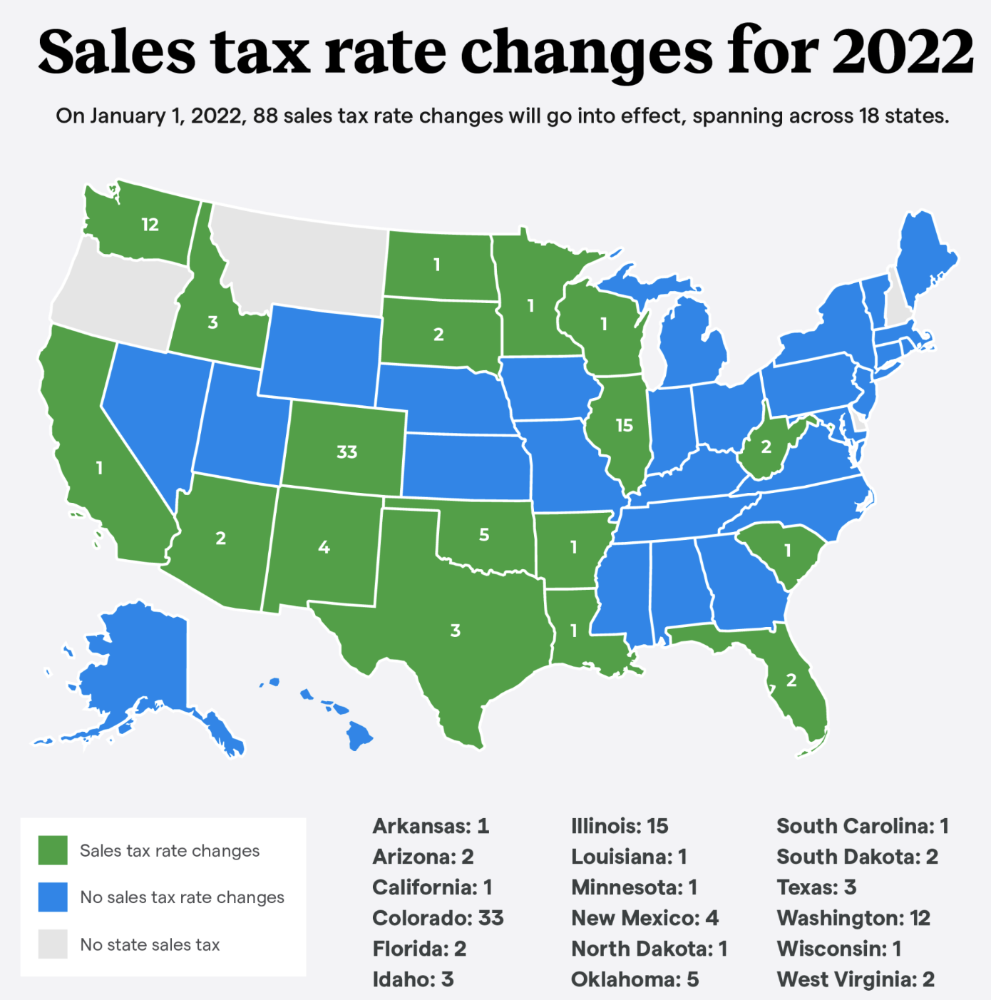 Sales tax rate changes for 2022
On January 1, 2022, 88 sales tax rate changes will go into effect, spanning across 18 states.
12
1
3
1
1
2
15
33
2
1
2
4
5
1
1
3
1
2
Sales tax rate changes
No sales tax rate changes
No state sales tax
Arkansas: 1
Arizona: 2
California: 1
Colorado: 33
Florida: 2
Idaho: 3
Illinois: 15
Louisiana: 1
Minnesota: 1
New Mexico: 4
North Dakota: 1
Oklahoma: 5
South Carolina: 1
South Dakota: 2
Texas: 3
Washington: 12
Wisconsin: 1
West Virginia: 2